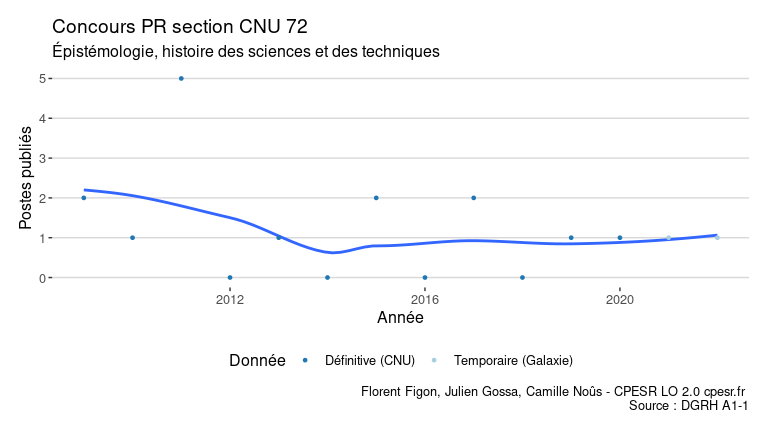 Concours PR section CNU 72
Épistémologie, histoire des sciences et des techniques
Postes publiés
5
4
3
2
1
0
2012 2016 2020
Année
Donnée Définitive (CNU) Temporaire (Galaxie)
Florent Figon, Julien Gossa, Camille Noûs - CPESR LO 2.0 cpesr.fr
Source : DGRH A1-1